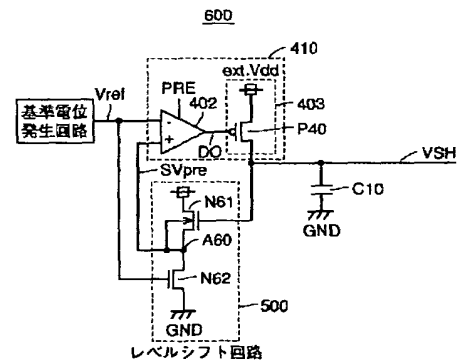 600
410
ext.Vdd
Vref
PRE
402
403
基準電位
発生回路
-
+
DO
P40
SVpre
VSH
N61
C10
GND
A60
N62
GND
500
レベルシフト回路